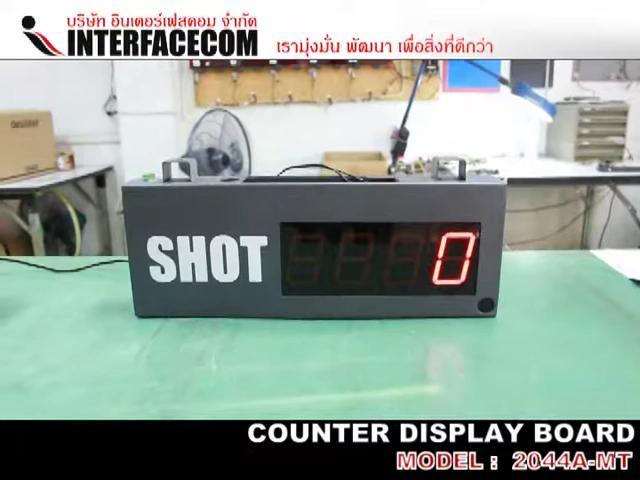 บริษัท อินเตอร์เฟสคอม จำกัด
INTERFACECOM
เรามุ่งมั่น พัฒนา เพื่อสิ่งที่ดีกว่า
SHOT 0
COUNTER DISPLAY BOARD
MODEL : 2044A-MT